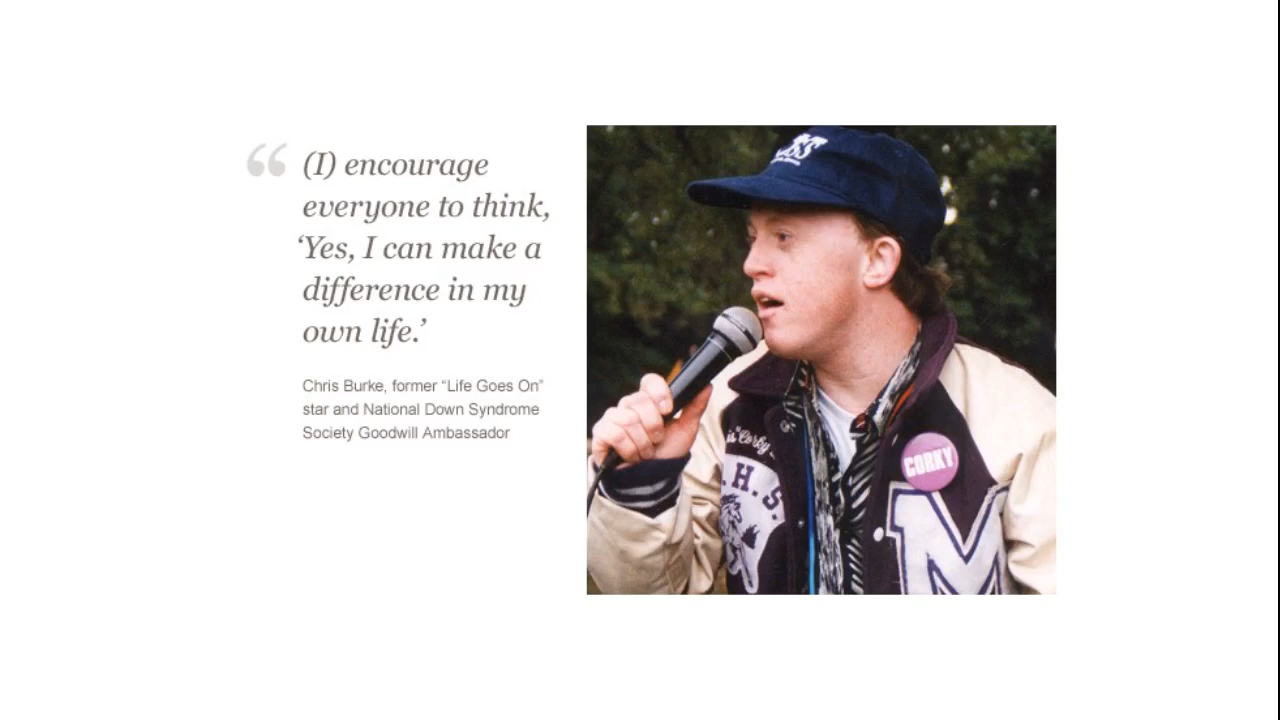 “
(I) encourage
everyone to think,
‘Yes, I can make a
difference in my
own life.’
Chris Burke, former “Life Goes On”
star and National Down Syndrome
Society Goodwill Ambassador
"Corky
H.S.
CORKY
M